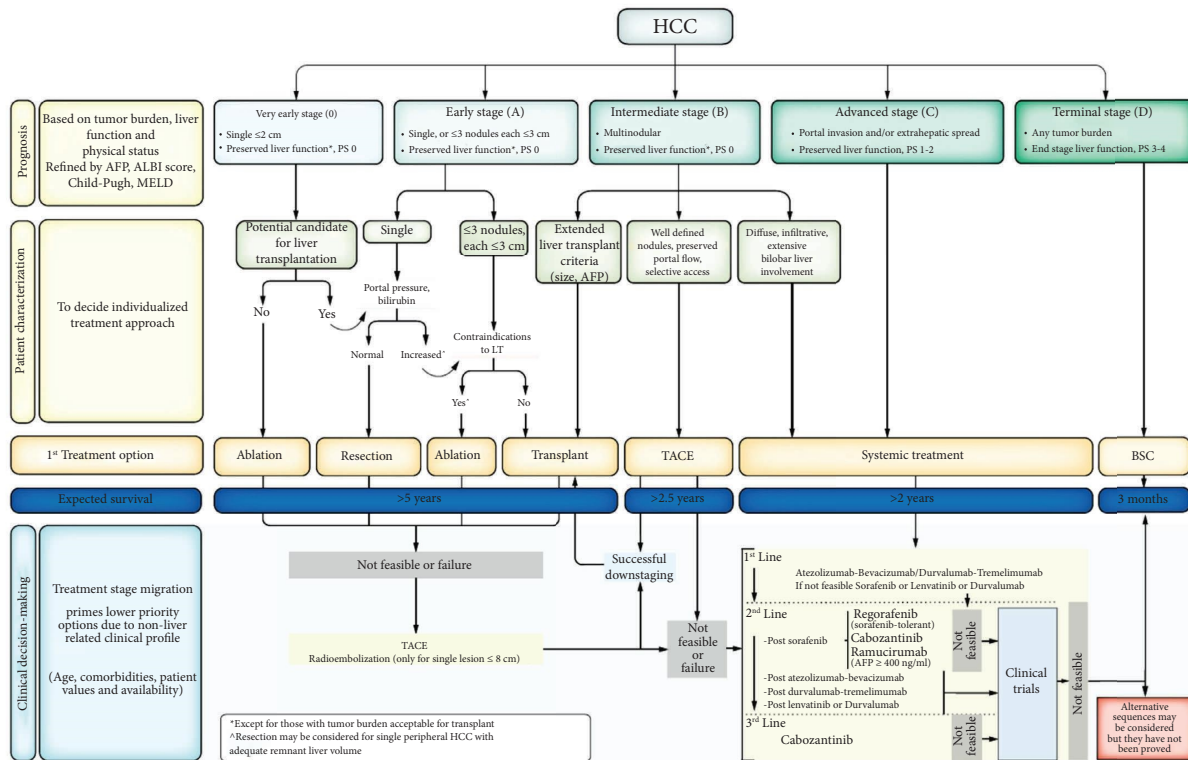 HCC
Prognosis
Based on tumor burden, liver
function and
physical status
Refined by AFP, ALBI score,
Child-Pugh, MELD
Very early stage (0)
• Single ≤2 cm
• Preserved liver function*, PS 0
Early stage (A)
• Single, or ≤3 nodules each ≤3 cm
• Preserved liver function*, PS 0
Intermediate stage (B)
• Multinodular
• Preserved liver function*, PS 0
Advanced stage (C)
• Portal invasion and/or extrahepatic spread
• Preserved liver function, PS 1-2
Terminal stage (D)
• Any tumor burden
• End stage liver function, PS 3-4
Patient characterization
To decide individualized
treatment approach
Potential candidate
for liver
transplantation
Single
≤3 nodules,
each ≤3 cm
Extended
liver transplant
criteria
(size, AFP)
Well defined
nodules, preserved
portal flow,
selective access
Diffuse, infiltrative,
extensive
bilobar liver
involvement
No
Yes
Portal pressure,
bilirubin
Normal
Increased^
Contraindications
to LT
Yes^
No
1st Treatment option
Ablation
Resection
Ablation
Transplant
TACE
Systemic treatment
BSC
Expected survival
>5 years
>2.5 years
>2 years
3 months
Clinical decision-making
Treatment stage migration
primes lower priority
options due to non-liver
related clinical profile
(Age, comorbidities, patient
values and availability)
Not feasible or failure
Successful
downstaging
TACE
Radioembolization (only for single lesion ≤ 8 cm)
Not
feasible
or
failure
1st Line
Atezolizumab-Bevacizumab/Durvalumab-Tremelimumab
If not feasible Sorafenib or Lenvatinib or Durvalumab
2nd Line
-Post sorafenib
Regorafenib
(sorafenib-tolerant)
Cabozantinib
Ramucirumab
(AFP ≥ 400 ng/ml)
Not
feasible
-Post atezolizumab-bevacizumab
-Post durvalumab-tremelimumab
-Post lenvatinib or Durvalumab
3rd Line
Cabozantinib
Not
feasible
Clinical
trials
Not feasible
Alternative
sequences may
be considered
but they have not
been proved
*Except for those with tumor burden acceptable for transplant
^Resection may be considered for single peripheral HCC with
adequate remnant liver volume